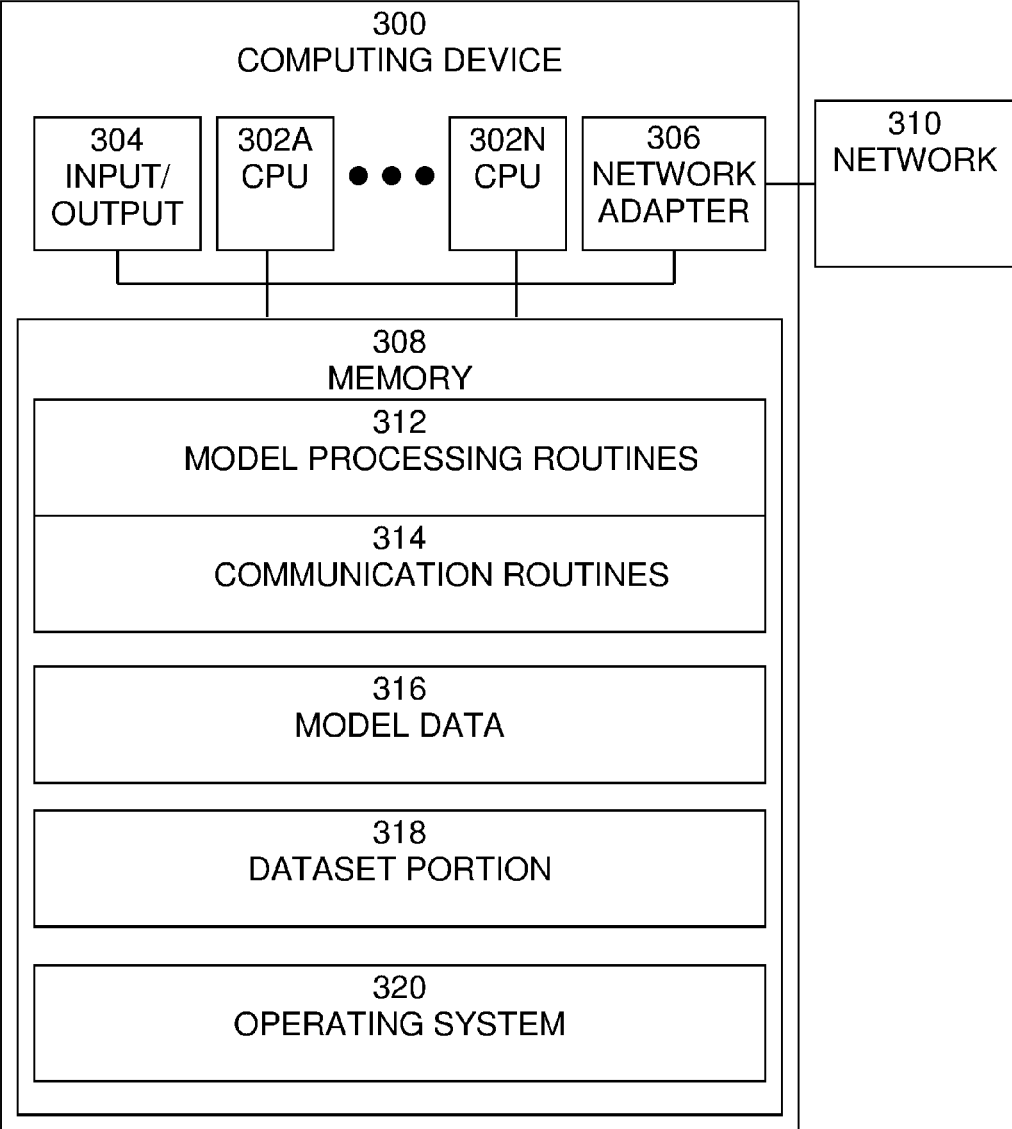 300
COMPUTING DEVICE
304
INPUT/
OUTPUT
302A
CPU
302N
CPU
306
NETWORK
ADAPTER
310
NETWORK
308
MEMORY
312
MODEL PROCESSING ROUTINES
314
COMMUNICATION ROUTINES
316
MODEL DATA
318
DATASET PORTION
320
OPERATING SYSTEM